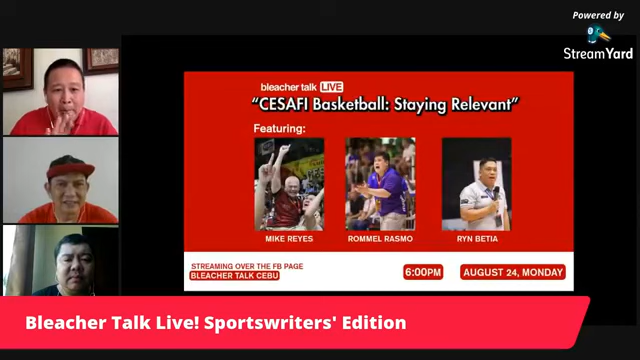 Powered by
StreamYard
bleacher talk LIVE
"CESAFI Basketball: Staying Relevant"
Featuring:
MIKE REYES
ROMMEL RASMO
RYN BETIA
STREAMING OVER THE FB PAGE
BLEACHER TALK CEBU
6:00PM
AUGUST 24, MONDAY
Bleacher Talk Live! Sportswriters' Edition